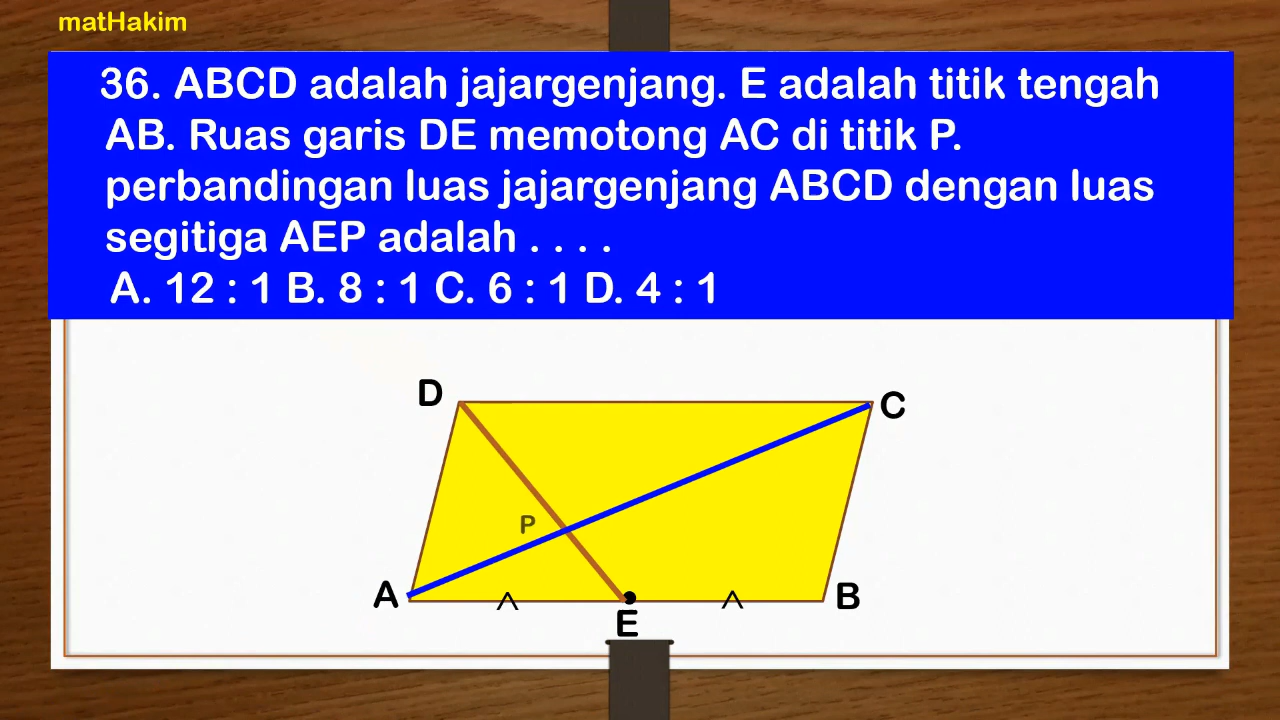 matHakim
36. ABCD adalah jajargenjang. E adalah titik tengah
AB. Ruas garis DE memotong AC di titik P.
perbandingan luas jajargenjang ABCD dengan luas
segitiga AEP adalah . . . .
A. 12 : 1 B. 8 : 1 C. 6 : 1 D. 4 : 1
D
C
P
A
B
E